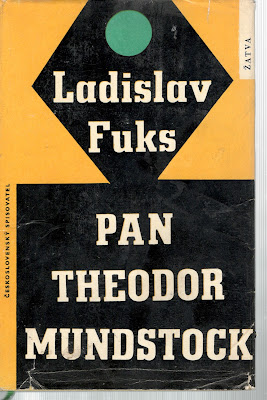 Ladislav
Fuks
ŽATVA
ČESKOSLOVENSKÝ SPISOVATEL
PAN
THEODOR
MUNDSTOCK